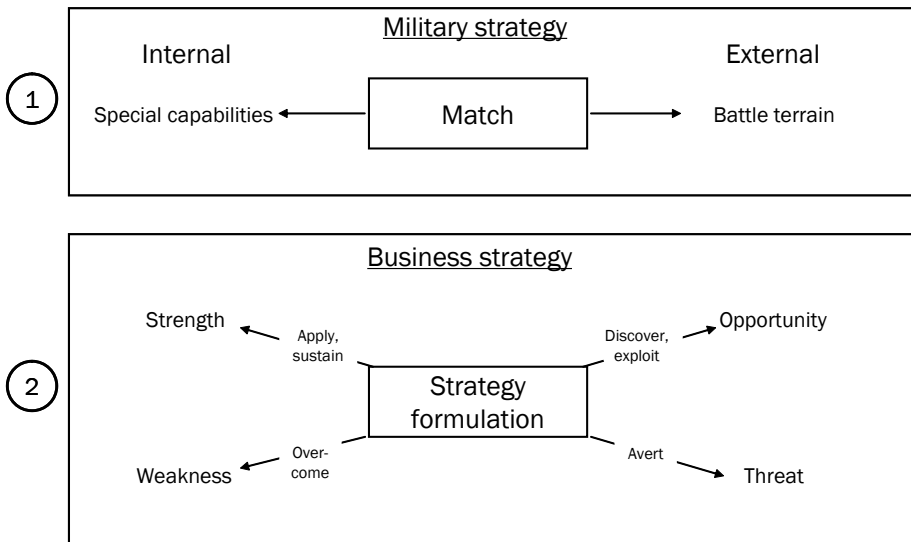 Military strategy
Internal
External
1
Special capabilities
Match
Battle terrain
Business strategy
Strength
Apply,
sustain
Discover,
exploit
Opportunity
2
Strategy
formulation
Weakness
Over-
come
Avert
Threat